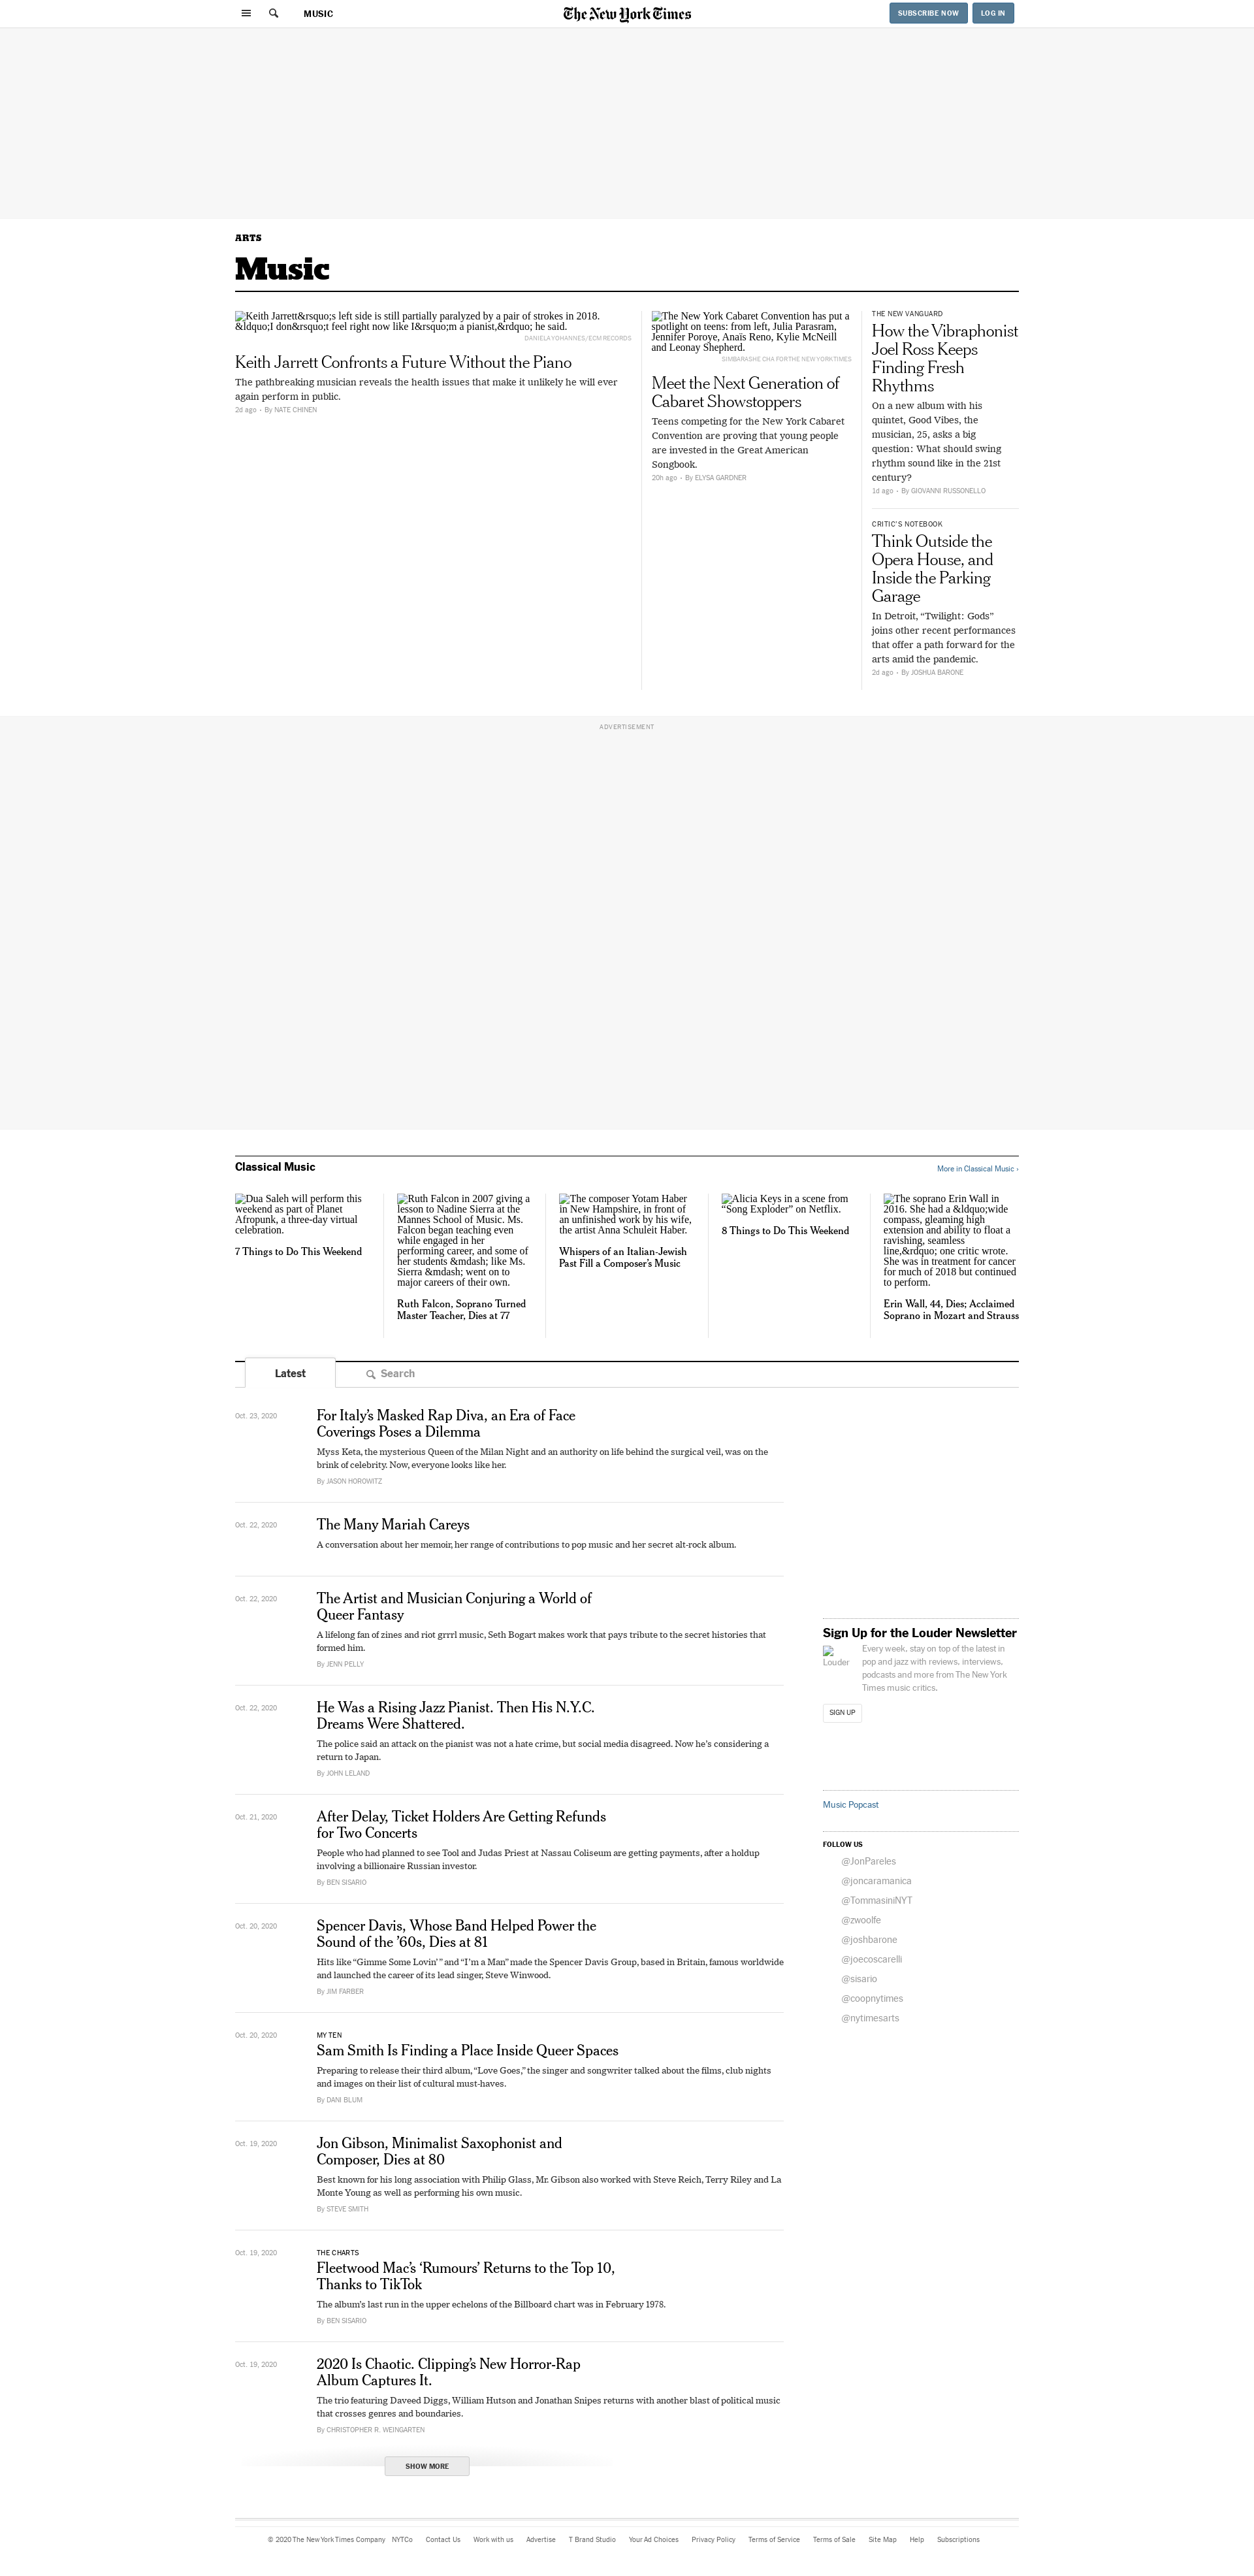 MUSIC
The New York Times
SUBSCRIBE NOW
LOG IN
ARTS
Music
Keith Jarrett&rsquo;s left side is still partially paralyzed by a pair of strokes in 2018.
&ldquo;I don&rsquo;t feel right now like I&rsquo;m a pianist,&rdquo; he said.
DANIELA YOHANNES/ECM RECORDS
Keith Jarrett Confronts a Future Without the Piano
The pathbreaking musician reveals the health issues that make it unlikely he will ever
again perform in public.
2d ago • By NATE CHINEN
The New York Cabaret Convention has put a
spotlight on teens: from left, Julia Parasram,
Jennifer Poroye, Anaïs Reno, Kylie McNeill
and Leonay Shepherd.
SIMBARASHE CHA FOR THE NEW YORK TIMES
Meet the Next Generation of
Cabaret Showstoppers
Teens competing for the New York Cabaret
Convention are proving that young people
are invested in the Great American
Songbook.
20h ago • By ELYSA GARDNER
THE NEW VANGUARD
How the Vibraphonist
Joel Ross Keeps
Finding Fresh
Rhythms
On a new album with his
quintet, Good Vibes, the
musician, 25, asks a big
question: What should swing
rhythm sound like in the 21st
century?
1d ago • By GIOVANNI RUSSONELLO
CRITIC'S NOTEBOOK
Think Outside the
Opera House, and
Inside the Parking
Garage
In Detroit, “Twilight: Gods”
joins other recent performances
that offer a path forward for the
arts amid the pandemic.
2d ago • By JOSHUA BARONE
ADVERTISEMENT
Classical Music
More in Classical Music ›
Dua Saleh will perform this
weekend as part of Planet
Afropunk, a three-day virtual
celebration.
7 Things to Do This Weekend
Ruth Falcon in 2007 giving a
lesson to Nadine Sierra at the
Mannes School of Music. Ms.
Falcon began teaching even
while engaged in her
performing career, and some of
her students &mdash; like Ms.
Sierra &mdash; went on to
major careers of their own.
Ruth Falcon, Soprano Turned
Master Teacher, Dies at 77
The composer Yotam Haber
in New Hampshire, in front of
an unfinished work by his wife,
the artist Anna Schuleit Haber.
Whispers of an Italian-Jewish
Past Fill a Composer’s Music
Alicia Keys in a scene from
“Song Exploder” on Netflix.
8 Things to Do This Weekend
The soprano Erin Wall in
2016. She had a &ldquo;wide
compass, gleaming high
extension and ability to float a
ravishing, seamless
line,&rdquo; one critic wrote.
She was in treatment for cancer
for much of 2018 but continued
to perform.
Erin Wall, 44, Dies; Acclaimed
Soprano in Mozart and Strauss
Latest
Search
Oct. 23, 2020
For Italy’s Masked Rap Diva, an Era of Face
Coverings Poses a Dilemma
Myss Keta, the mysterious Queen of the Milan Night and an authority on life behind the surgical veil, was on the
brink of celebrity. Now, everyone looks like her.
By JASON HOROWITZ
Oct. 22, 2020
The Many Mariah Careys
A conversation about her memoir, her range of contributions to pop music and her secret alt-rock album.
Oct. 22, 2020
The Artist and Musician Conjuring a World of
Queer Fantasy
A lifelong fan of zines and riot grrrl music, Seth Bogart makes work that pays tribute to the secret histories that
formed him.
By JENN PELLY
Oct. 22, 2020
He Was a Rising Jazz Pianist. Then His N.Y.C.
Dreams Were Shattered.
The police said an attack on the pianist was not a hate crime, but social media disagreed. Now he’s considering a
return to Japan.
By JOHN LELAND
Oct. 21, 2020
After Delay, Ticket Holders Are Getting Refunds
for Two Concerts
People who had planned to see Tool and Judas Priest at Nassau Coliseum are getting payments, after a holdup
involving a billionaire Russian investor.
By BEN SISARIO
Oct. 20, 2020
Spencer Davis, Whose Band Helped Power the
Sound of the ’60s, Dies at 81
Hits like “Gimme Some Lovin’ ” and “I’m a Man” made the Spencer Davis Group, based in Britain, famous worldwide
and launched the career of its lead singer, Steve Winwood.
By JIM FARBER
Oct. 20, 2020
MY TEN
Sam Smith Is Finding a Place Inside Queer Spaces
Preparing to release their third album, “Love Goes,” the singer and songwriter talked about the films, club nights
and images on their list of cultural must-haves.
By DANI BLUM
Oct. 19, 2020
Jon Gibson, Minimalist Saxophonist and
Composer, Dies at 80
Best known for his long association with Philip Glass, Mr. Gibson also worked with Steve Reich, Terry Riley and La
Monte Young as well as performing his own music.
By STEVE SMITH
Oct. 19, 2020
THE CHARTS
Fleetwood Mac’s ‘Rumours’ Returns to the Top 10,
Thanks to TikTok
The album’s last run in the upper echelons of the Billboard chart was in February 1978.
By BEN SISARIO
Oct. 19, 2020
2020 Is Chaotic. Clipping’s New Horror-Rap
Album Captures It.
The trio featuring Daveed Diggs, William Hutson and Jonathan Snipes returns with another blast of political music
that crosses genres and boundaries.
By CHRISTOPHER R. WEINGARTEN
SHOW MORE
Sign Up for the Louder Newsletter
Louder
Every week, stay on top of the latest in
pop and jazz with reviews, interviews,
podcasts and more from The New York
Times music critics.
SIGN UP
Music Popcast
FOLLOW US
@JonPareles
@joncaramanica
@TommasiniNYT
@zwoolfe
@joshbarone
@joecoscarelli
@sisario
@coopnytimes
@nytimesarts
© 2020 The New York Times Company NYTCo Contact Us Work with us Advertise T Brand Studio Your Ad Choices Privacy Policy Terms of Service Terms of Sale Site Map Help Subscriptions